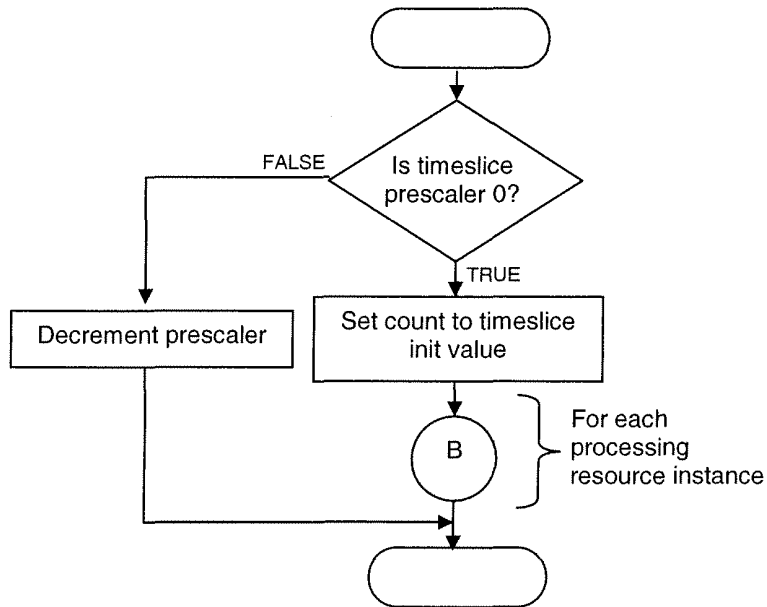 Is timeslice
prescaler 0?
FALSE
TRUE
Decrement prescaler
Set count to timeslice
init value
B
For each
processing
resource instance